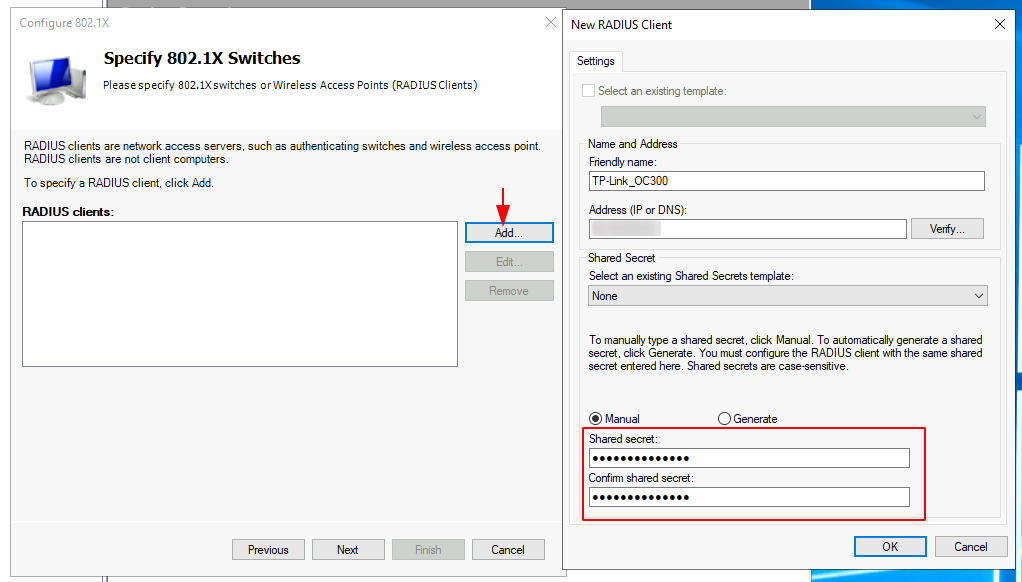 Configure 802.1X
Specify 802.1X Switches
Please specify 802.1X switches or Wireless Access Points (RADIUS Clients)
RADIUS clients are network access servers, such as authenticating switches and wireless access point.
RADIUS clients are not client computers.
To specify a RADIUS client, click Add.
RADIUS clients:
Add...
Edit...
Remove
Previous
Next
Finish
Cancel
New RADIUS Client
Settings
Select an existing template:
Name and Address
Friendly name:
TP-Link_OC300
Address (IP or DNS):
Verify...
Shared Secret
Select an existing Shared Secrets template:
None
To manually type a shared secret, click Manual. To automatically generate a shared
secret, click Generate. You must configure the RADIUS client with the same shared
secret entered here. Shared secrets are case-sensitive.
Manual
Generate
Shared secret:
●●●●●●●●●●●●●●
Confirm shared secret:
●●●●●●●●●●●●●●
OK
Cancel